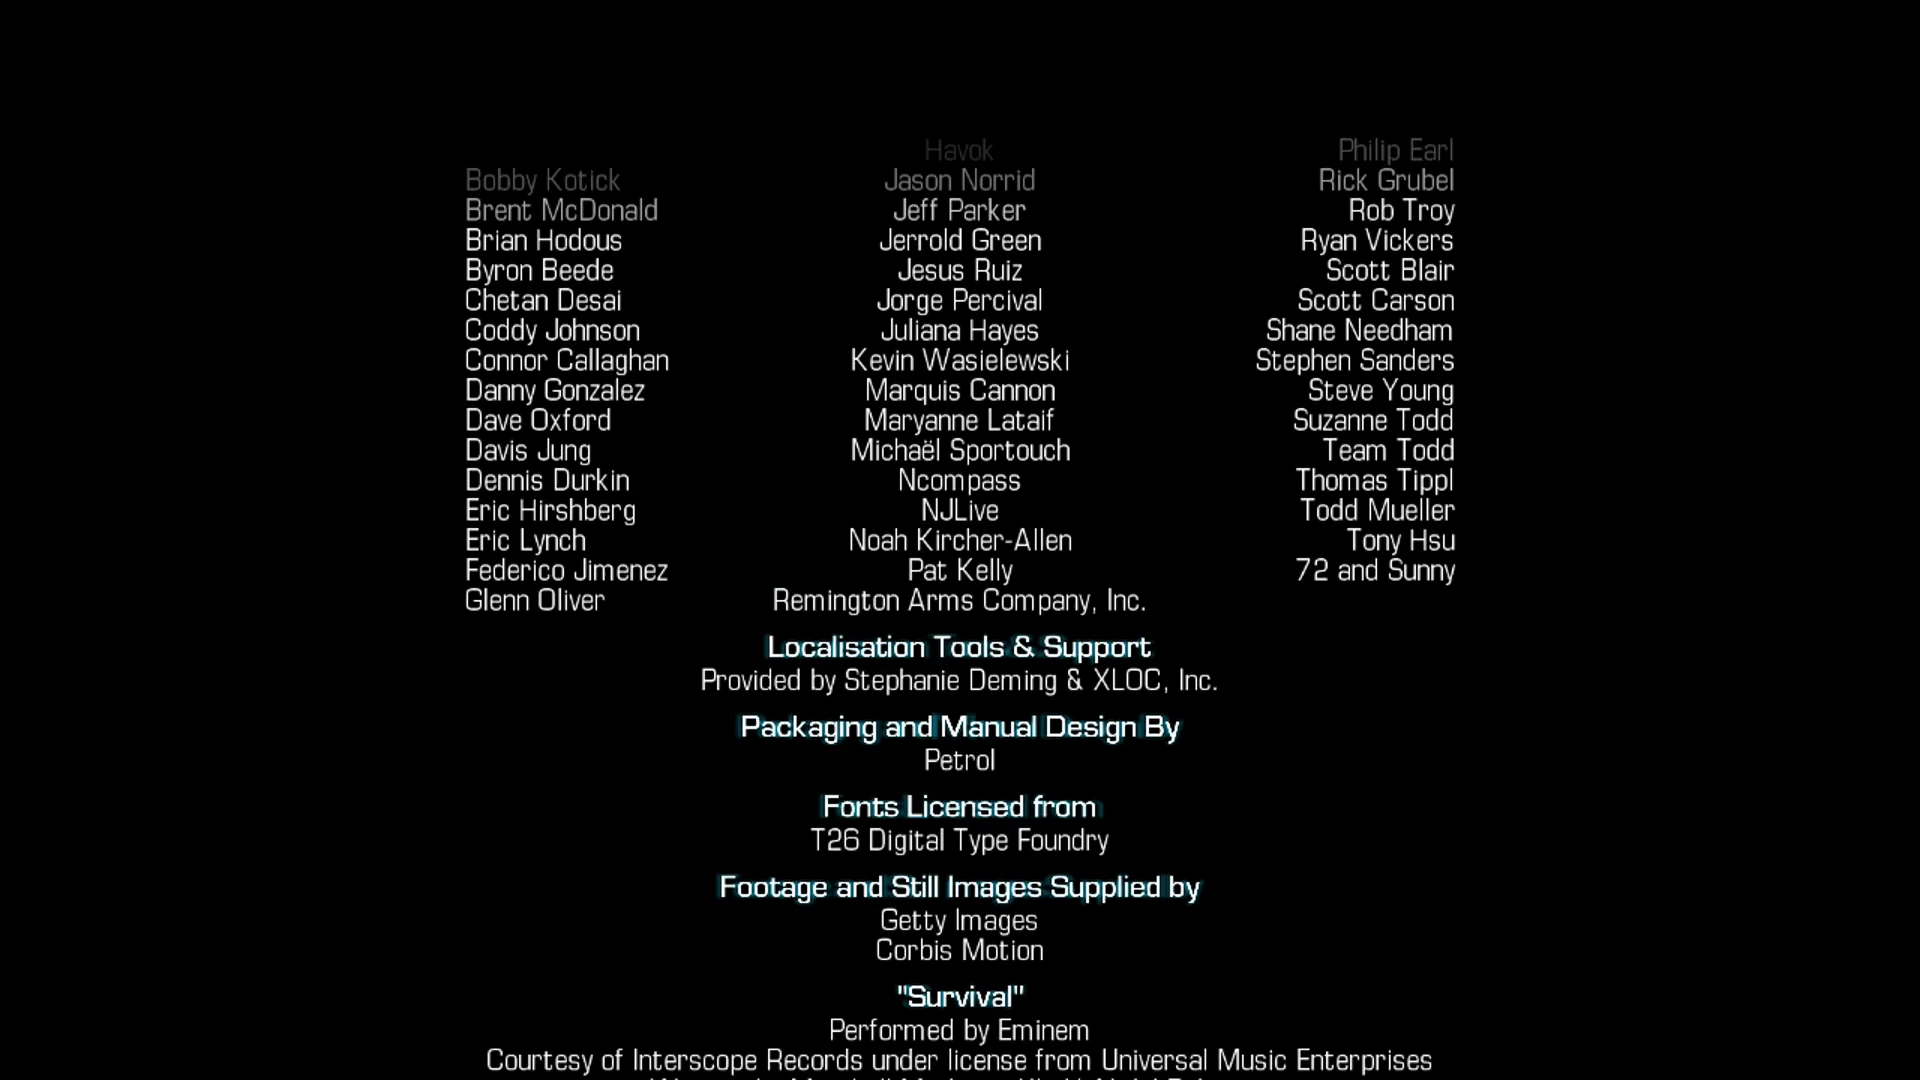 Havok Philip Earl
Bobby Kotick Jason Norrid Rick Grubel
Brent McDonald Jeff Parker Rob Troy
Brian Hodous Jerrold Green Ryan Vickers
Byron Beede Jesus Ruiz Scott Blair
Chetan Desai Jorge Percival Scott Carson
Coddy Johnson Juliana Hayes Shane Needham
Connor Callaghan Kevin Wasielewski Stephen Sanders
Danny Gonzalez Marquis Cannon Steve Young
Dave Oxford Maryanne Lataif Suzanne Todd
Davis Jung Michaël Sportouch Team Todd
Dennis Durkin Ncompass Thomas Tippl
Eric Hirshberg NJLive Todd Mueller
Eric Lynch Noah Kircher-Allen Tony Hsu
Federico Jimenez Pat Kelly 72 and Sunny
Glenn Oliver Remington Arms Company, Inc.
Localisation Tools & Support
Provided by Stephanie Deming & XLOC, Inc.
Packaging and Manual Design By
Petrol
Fonts Licensed from
T26 Digital Type Foundry
Footage and Still Images Supplied by
Getty Images
Corbis Motion
"Survival"
Performed by Eminem
Courtesy of Interscope Records under license from Universal Music Enterprises